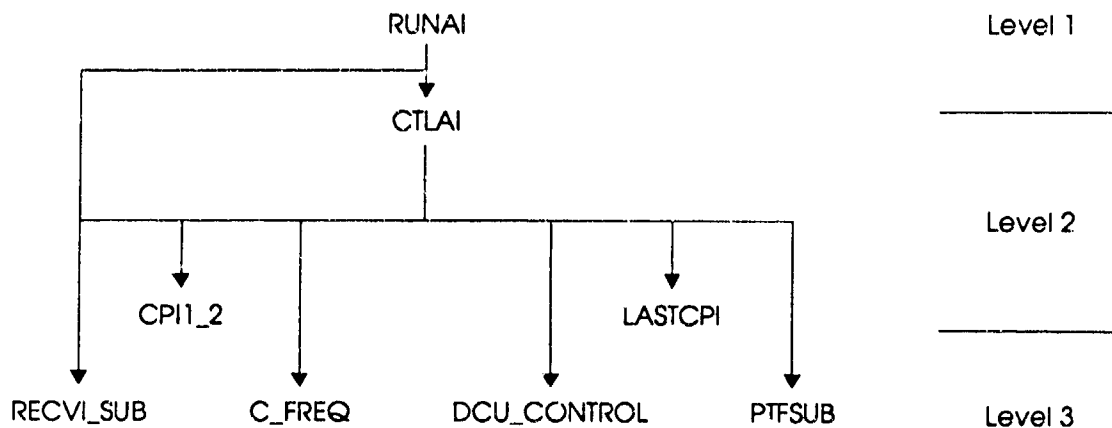 RUNAI
Level 1
CTLAI
Level 2
CPI1_2
LASTCPI
RECVI_SUB
C_FREQ
DCU_CONTROL
PTFSUB
Level 3